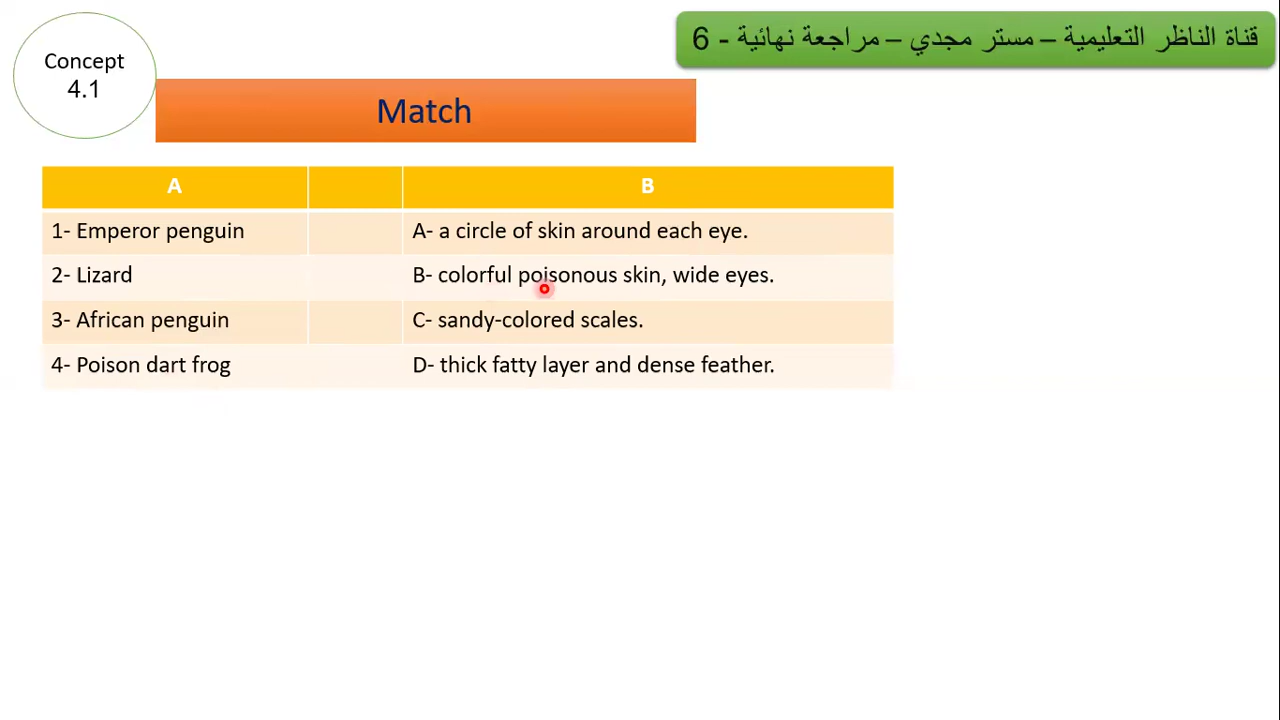 قناة الناظر التعليمية – مستر مجدي – مراجعة نهائية - 6
Concept
4.1
Match
A B
1- Emperor penguin A- a circle of skin around each eye.
2- Lizard B- colorful poisonous skin, wide eyes.
3- African penguin C- sandy-colored scales.
4- Poison dart frog D- thick fatty layer and dense feather.